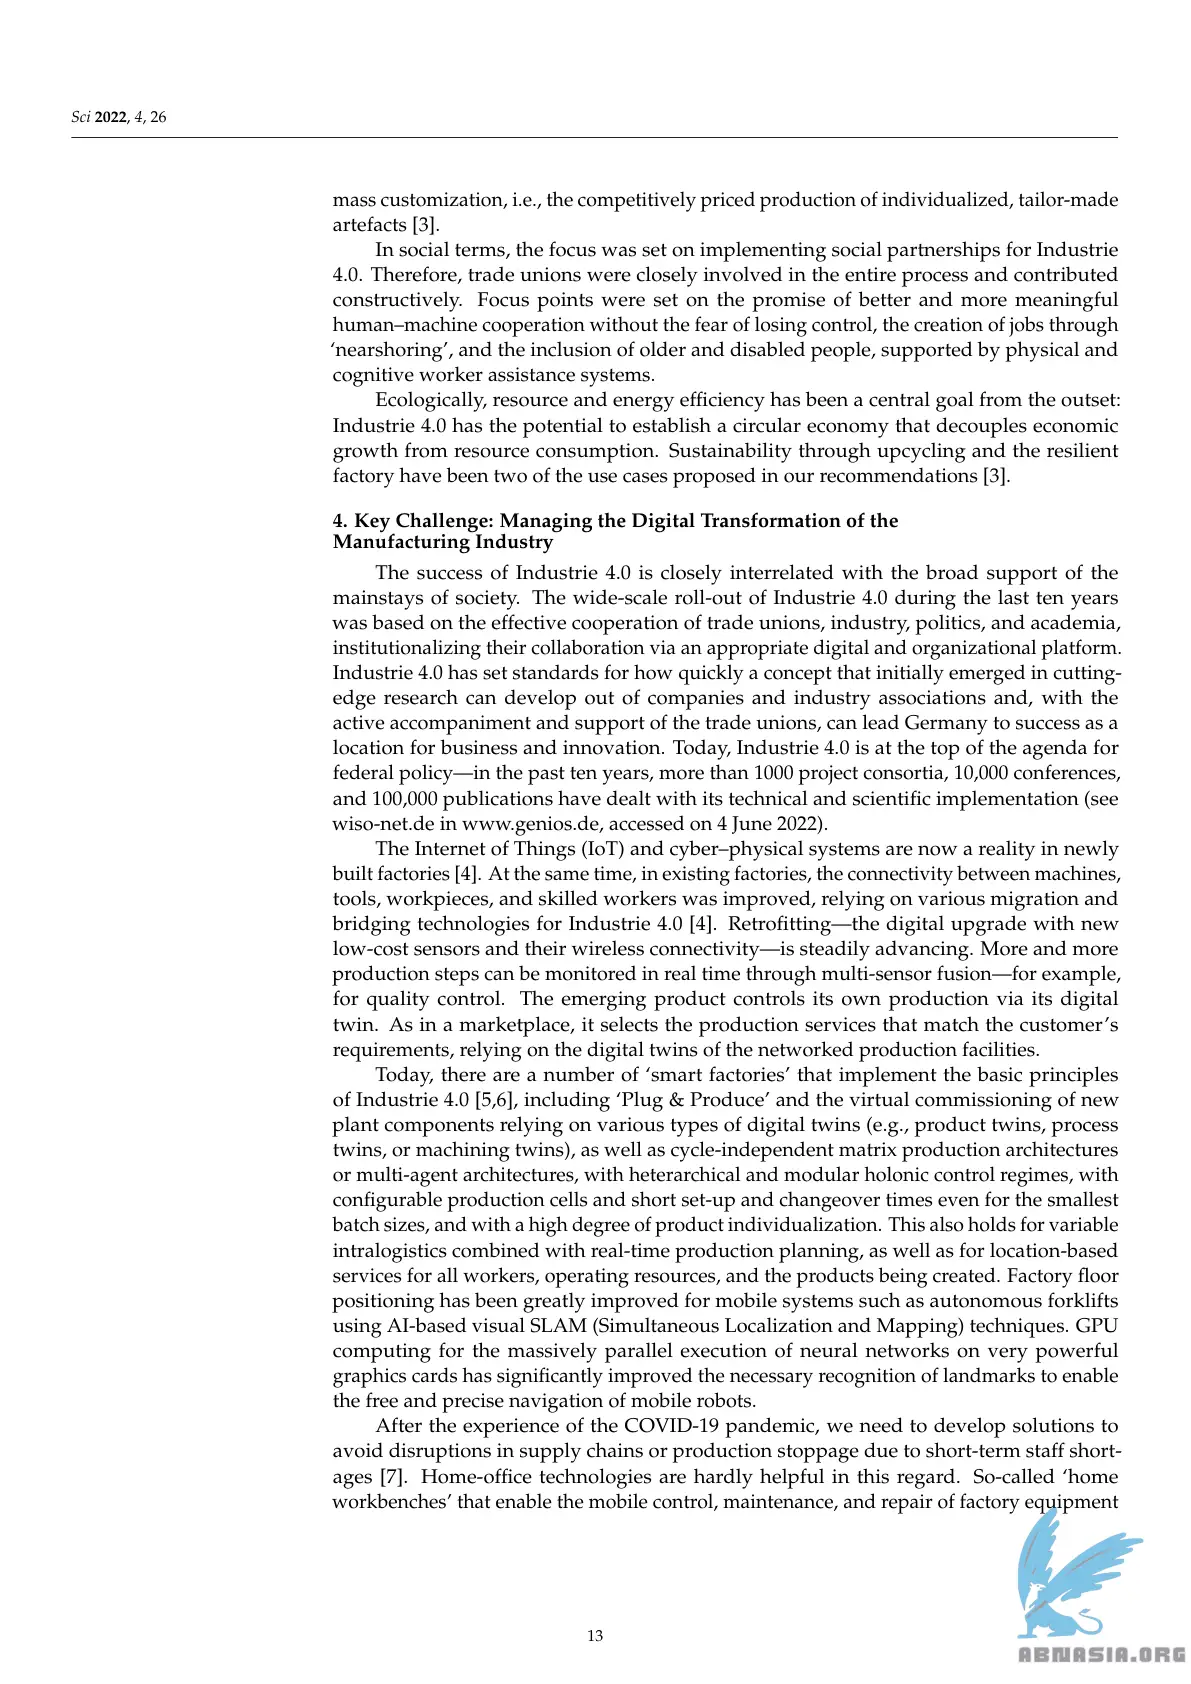 Sci 2022, 4, 26
mass customization, i.e., the competitively priced production of individualized, tailor-made
artefacts [3].
In social terms, the focus was set on implementing social partnerships for Industrie
4.0. Therefore, trade unions were closely involved in the entire process and contributed
constructively. Focus points were set on the promise of better and more meaningful
human–machine cooperation without the fear of losing control, the creation of jobs through
‘nearshoring’, and the inclusion of older and disabled people, supported by physical and
cognitive worker assistance systems.
Ecologically, resource and energy efficiency has been a central goal from the outset:
Industrie 4.0 has the potential to establish a circular economy that decouples economic
growth from resource consumption. Sustainability through upcycling and the resilient
factory have been two of the use cases proposed in our recommendations [3].
4. Key Challenge: Managing the Digital Transformation of the
Manufacturing Industry
The success of Industrie 4.0 is closely interrelated with the broad support of the
mainstays of society. The wide-scale roll-out of Industrie 4.0 during the last ten years
was based on the effective cooperation of trade unions, industry, politics, and academia,
institutionalizing their collaboration via an appropriate digital and organizational platform.
Industrie 4.0 has set standards for how quickly a concept that initially emerged in cutting-
edge research can develop out of companies and industry associations and, with the
active accompaniment and support of the trade unions, can lead Germany to success as a
location for business and innovation. Today, Industrie 4.0 is at the top of the agenda for
federal policy—in the past ten years, more than 1000 project consortia, 10,000 conferences,
and 100,000 publications have dealt with its technical and scientific implementation (see
wiso-net.de in www.genios.de, accessed on 4 June 2022).
The Internet of Things (IoT) and cyber–physical systems are now a reality in newly
built factories [4]. At the same time, in existing factories, the connectivity between machines,
tools, workpieces, and skilled workers was improved, relying on various migration and
bridging technologies for Industrie 4.0 [4]. Retrofitting—the digital upgrade with new
low-cost sensors and their wireless connectivity—is steadily advancing. More and more
production steps can be monitored in real time through multi-sensor fusion—for example,
for quality control. The emerging product controls its own production via its digital
twin. As in a marketplace, it selects the production services that match the customer’s
requirements, relying on the digital twins of the networked production facilities.
Today, there are a number of ‘smart factories’ that implement the basic principles
of Industrie 4.0 [5,6], including ‘Plug & Produce’ and the virtual commissioning of new
plant components relying on various types of digital twins (e.g., product twins, process
twins, or machining twins), as well as cycle-independent matrix production architectures
or multi-agent architectures, with heterarchical and modular holonic control regimes, with
configurable production cells and short set-up and changeover times even for the smallest
batch sizes, and with a high degree of product individualization. This also holds for variable
intralogistics combined with real-time production planning, as well as for location-based
services for all workers, operating resources, and the products being created. Factory floor
positioning has been greatly improved for mobile systems such as autonomous forklifts
using AI-based visual SLAM (Simultaneous Localization and Mapping) techniques. GPU
computing for the massively parallel execution of neural networks on very powerful
graphics cards has significantly improved the necessary recognition of landmarks to enable
the free and precise navigation of mobile robots.
After the experience of the COVID-19 pandemic, we need to develop solutions to
avoid disruptions in supply chains or production stoppage due to short-term staff short-
ages [7]. Home-office technologies are hardly helpful in this regard. So-called ‘home
workbenches’ that enable the mobile control, maintenance, and repair of factory equipment
13
ABNASIA.ORG